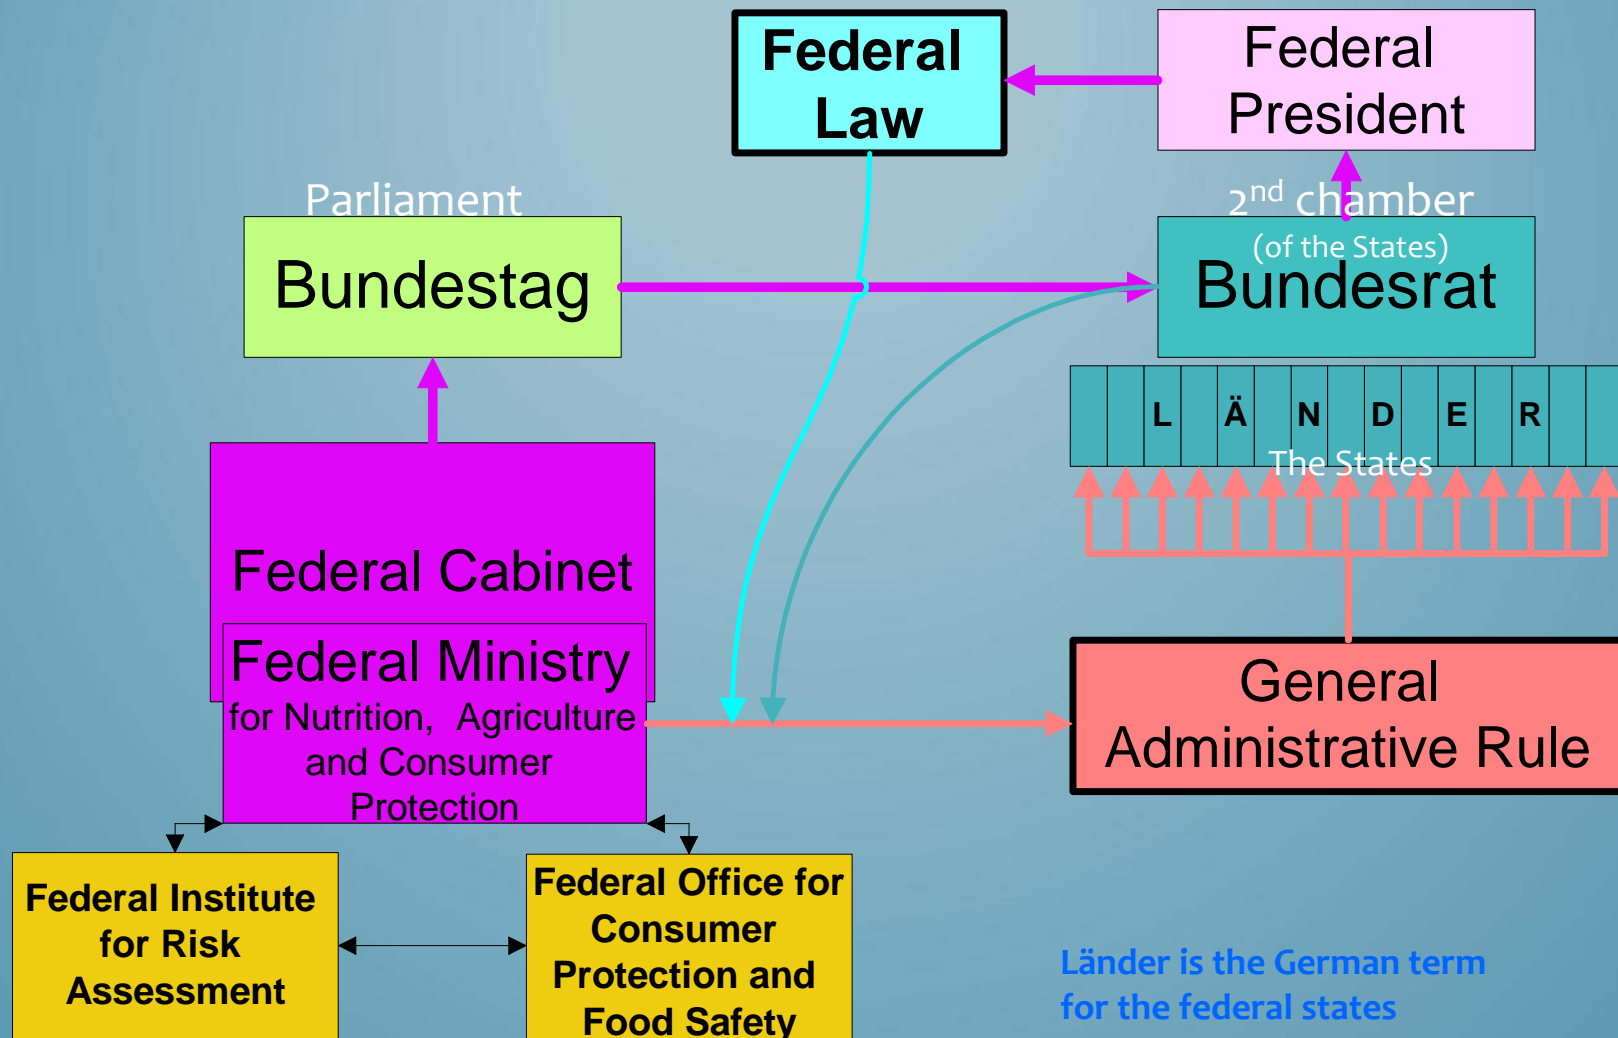 Federal
Law
Federal
President
Parliament
Bundestag
2nd chamber
(of the States)
Bundesrat
L Ä N D E R
The States
Federal Cabinet
Federal Ministry
for Nutrition, Agriculture
and Consumer
Protection
General
Administrative Rule
Federal Institute
for Risk
Assessment
Federal Office for
Consumer
Protection and
Food Safety
Länder is the German term
for the federal states